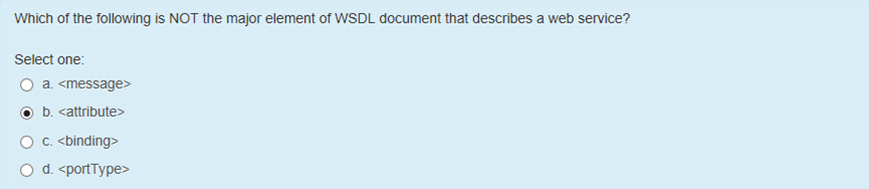 Which of the following is NOT the major element of WSDL document that describes a web service?
Select one:
a. <message>
b. <attribute>
c. <binding>
d. <portType>